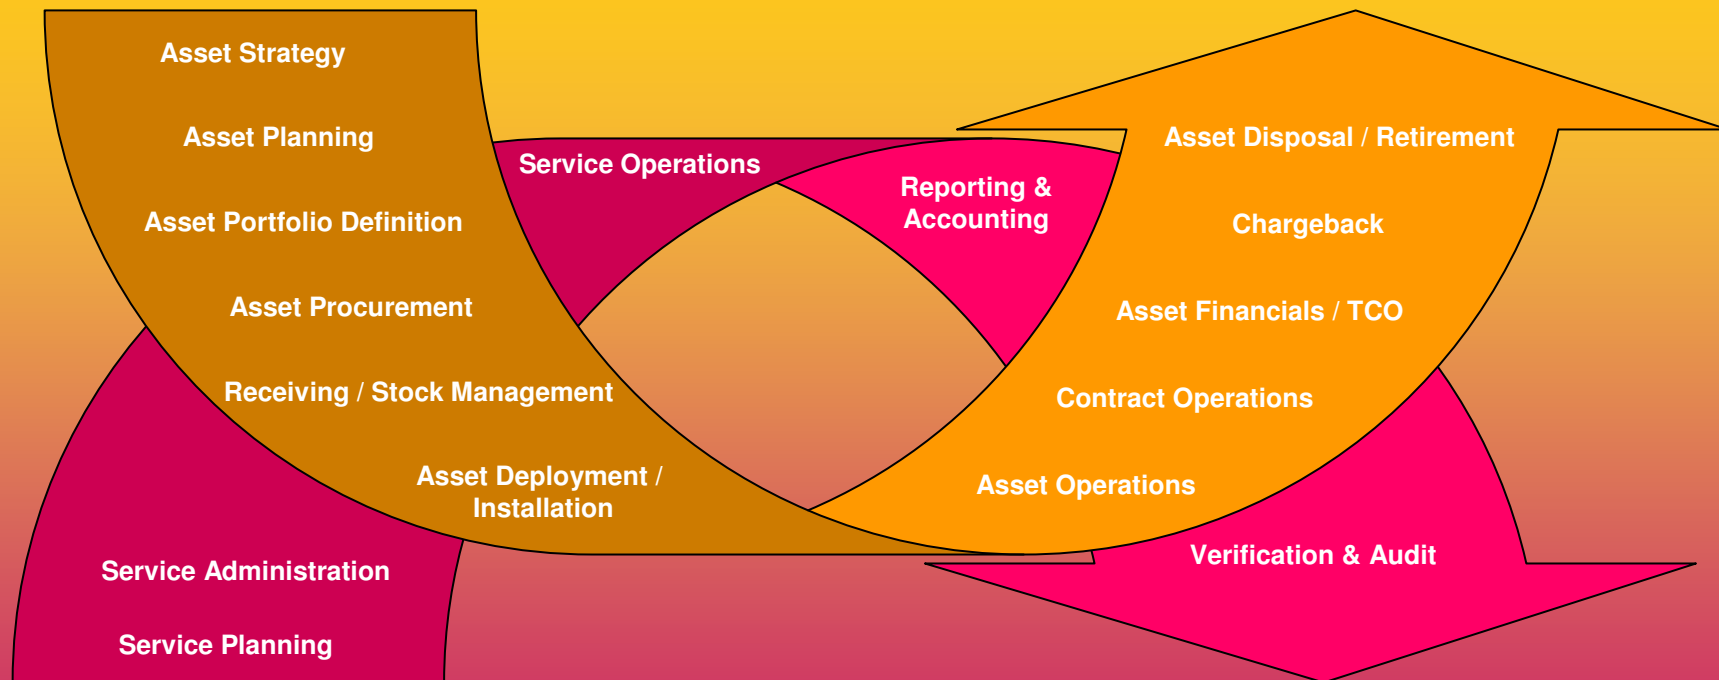 Asset Strategy
Asset Planning
Asset Portfolio Definition
Asset Procurement
Receiving / Stock Management
Asset Deployment /
Installation
Service Administration
Service Planning
Service Operations
Reporting &
Accounting
Asset Disposal / Retirement
Chargeback
Asset Financials / TCO
Contract Operations
Asset Operations
Verification & Audit